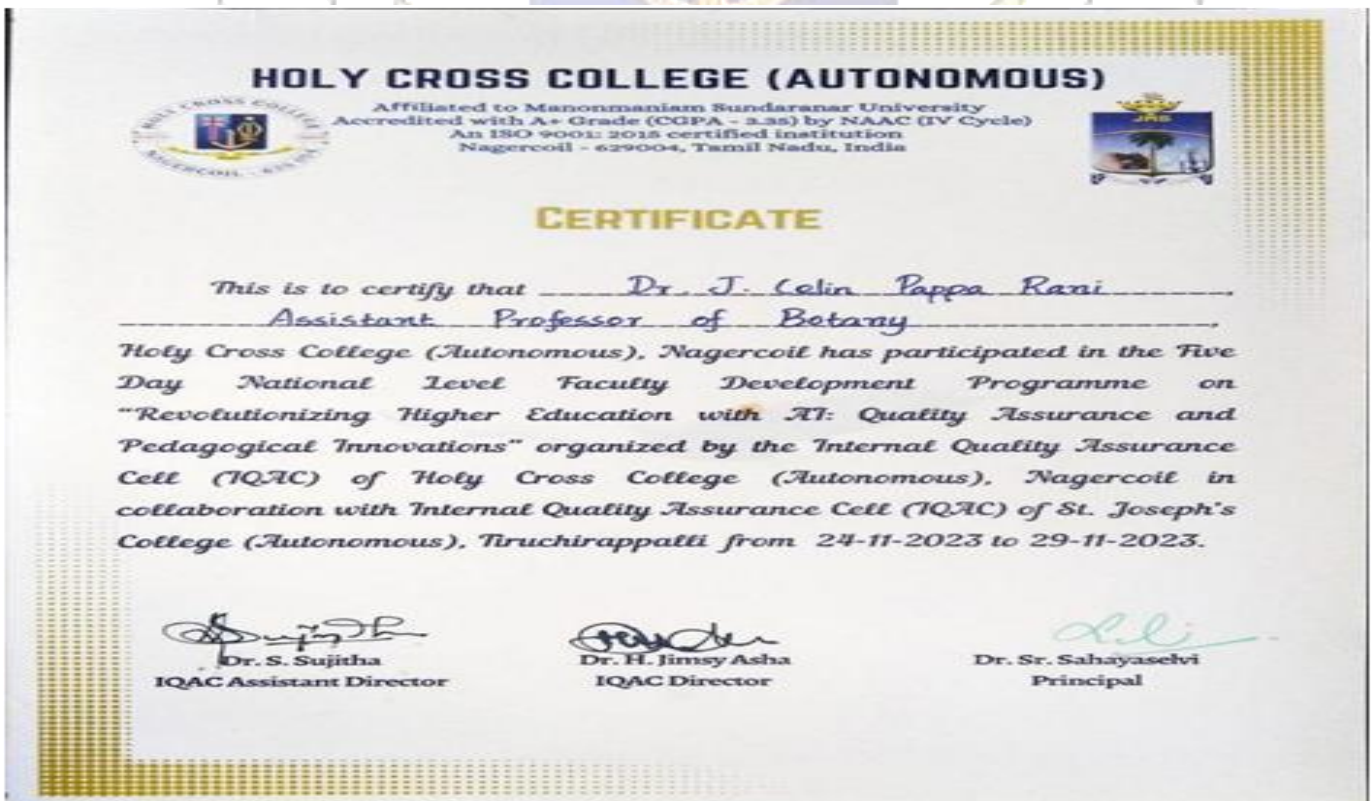 HOLY CROSS COLLEGE (AUTONOMOUS)
Affiliated to Manonmaniam Sundaranar University
Accredited with A+ Grade (CGPA - 3.35) by NAAC (IV Cycle)
An ISO 9001: 2015 certified institution
Nagercoil - 629004, Tamil Nadu, India
HOLY CROSS COLLEGE
NAGERCOIL
JMS
CERTIFICATE
This is to certify that Dr. J. Celin Pappa Rani,
Assistant Professor of Botany,
Holy Cross College (Autonomous), Nagercoil has participated in the Five
Day National Level Faculty Development Programme on
"Revolutionizing Higher Education with AI: Quality Assurance and
Pedagogical Innovations" organized by the Internal Quality Assurance
Cell (IQAC) of Holy Cross College (Autonomous), Nagercoil in
collaboration with Internal Quality Assurance Cell (IQAC) of St. Joseph's
College (Autonomous), Tiruchirappalli from 24-11-2023 to 29-11-2023.
Dr. S. Sujitha
IQAC Assistant Director
Dr. H. Jimsy Asha
IQAC Director
Dr. Sr. Sahayaselvi
Principal